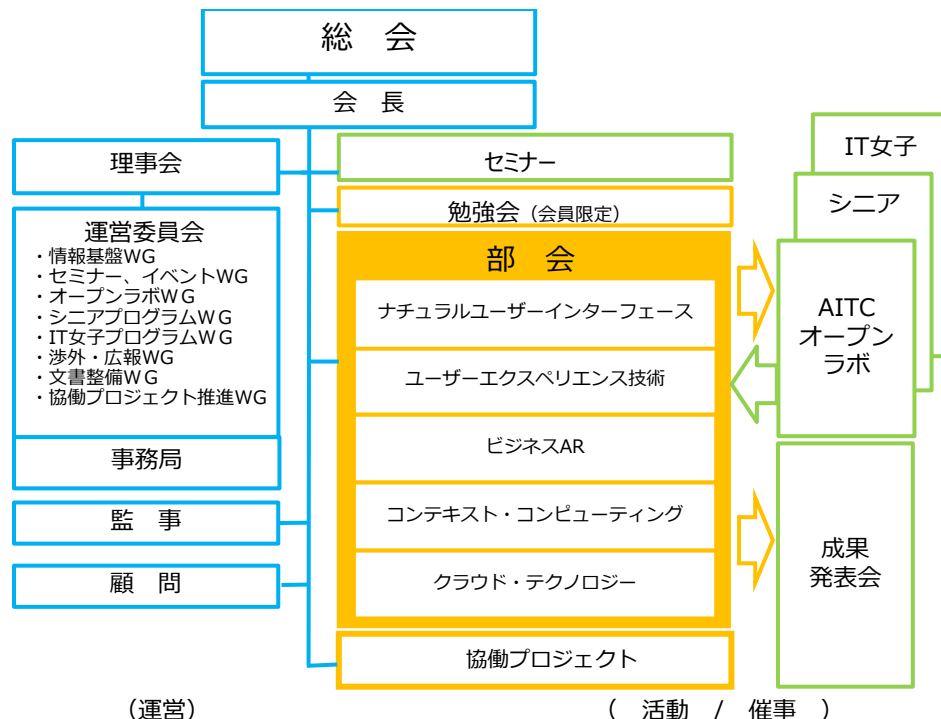 総　会
会　長
理事会
運営委員会
・情報基盤WG
・セミナー、イベントWG
・オープンラボＷＧ
・シニアプログラムＷＧ
・IT女子プログラムＷＧ
・渉外・広報WG
・文書整備ＷＧ
・協働プロジェクト推進WG
事務局
監　事
顧　問
セミナー
勉強会（会員限定）
部　会
ナチュラルユーザーインターフェース
ユーザーエクスペリエンス技術
ビジネスAR
コンテキスト・コンピューティング
クラウド・テクノロジー
協働プロジェクト
IT女子
シニア
AITC
オープン
ラボ
成果
発表会
（運営）
（　活動　/　催事　）